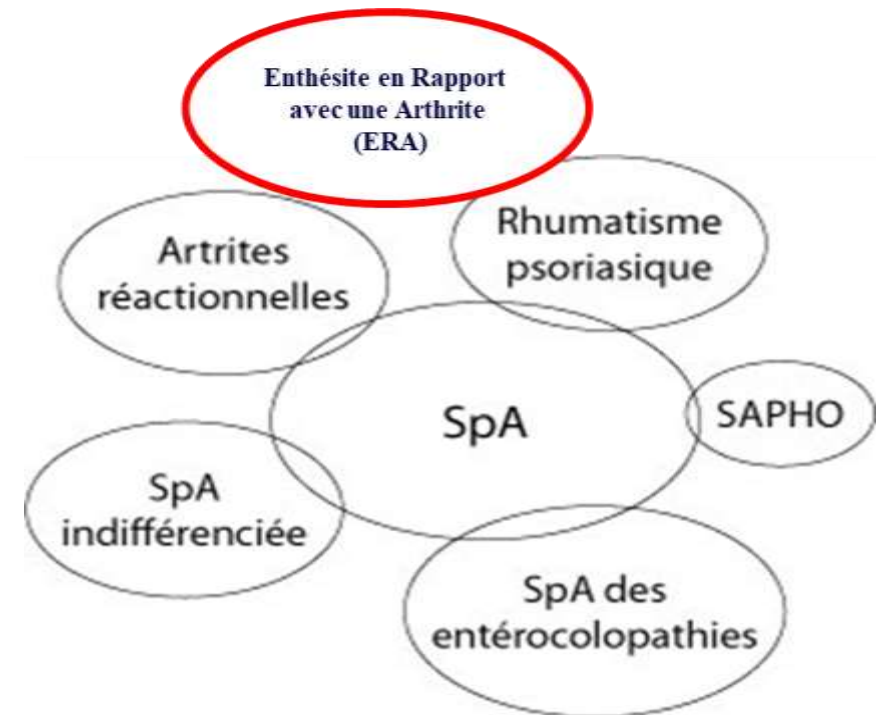 Enthésite en Rapport
avec une Arthrite
(ERA)
Rhumatisme
psoriasique
Artrites
réactionnelles
SpA
SAPHO
SpA
indifférenciée
SpA des
entérocolopathies